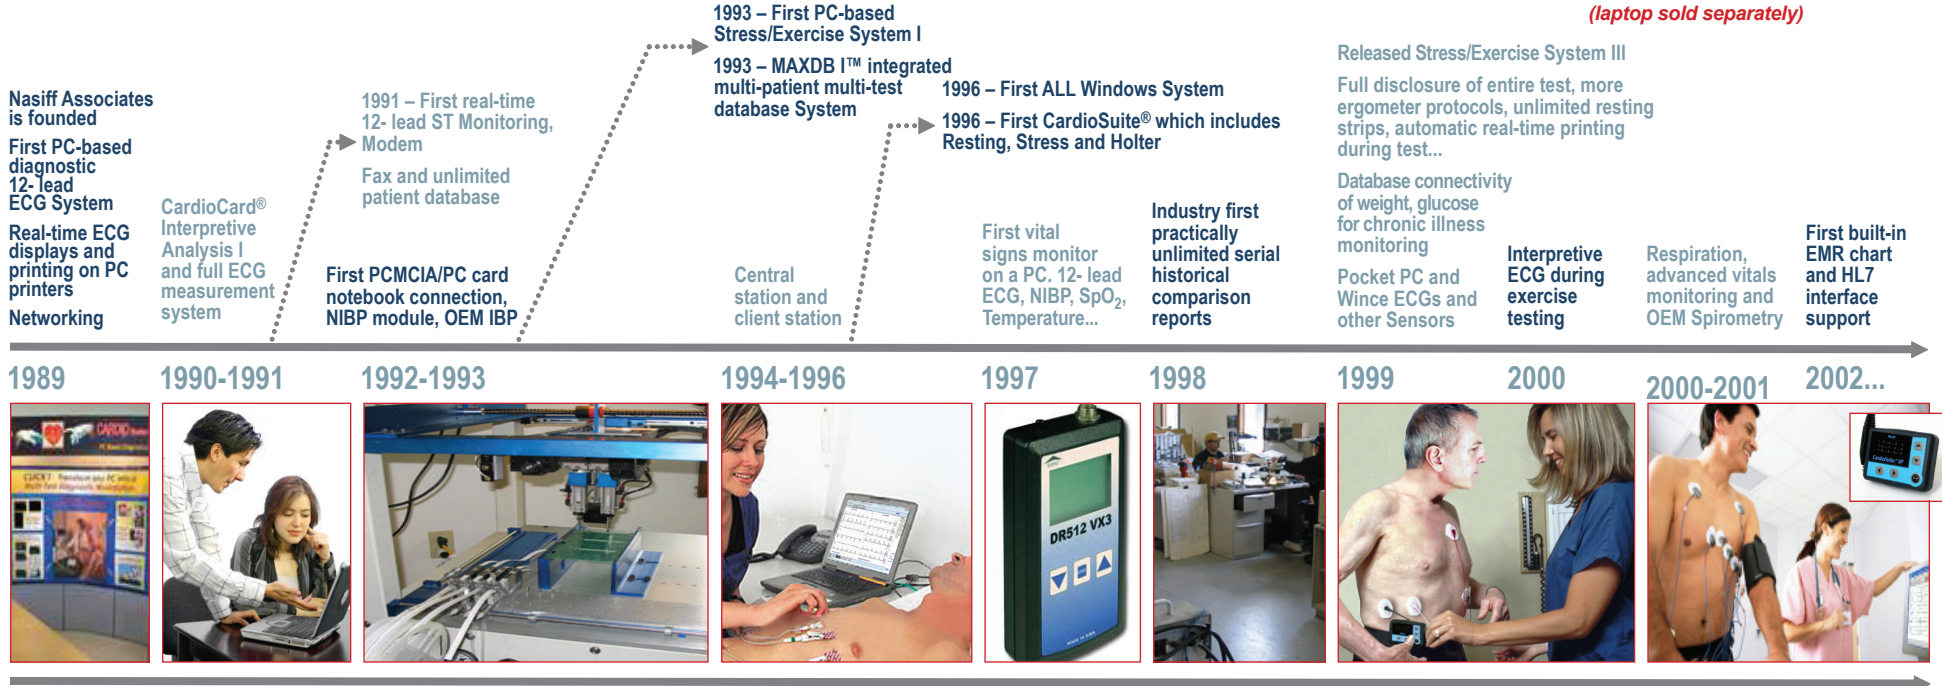 (laptop sold separately)
Nasiff Associates
is founded
First PC-based
diagnostic
12- lead
ECG System
Real-time ECG
displays and
printing on PC
printers
Networking
CardioCard®
Interpretive
Analysis I
and full ECG
measurement
system
1991 – First real-time
12- lead ST Monitoring,
Modem
Fax and unlimited
patient database
First PCMCIA/PC card
notebook connection,
NIBP module, OEM IBP
1993 – First PC-based
Stress/Exercise System I
1993 – MAXDB I™ integrated
multi-patient multi-test
database System
Central
station and
client station
1996 – First ALL Windows System
1996 – First CardioSuite® which includes
Resting, Stress and Holter
First vital
signs monitor
on a PC. 12- lead
ECG, NIBP, SpO₂,
Temperature...
Industry first
practically
unlimited serial
historical
comparison
reports
Released Stress/Exercise System III
Full disclosure of entire test, more
ergometer protocols, unlimited resting
strips, automatic real-time printing
during test...
Database connectivity
of weight, glucose
for chronic illness
monitoring
Pocket PC and
Wince ECGs and
other Sensors
Interpretive
ECG during
exercise
testing
Respiration,
advanced vitals
monitoring and
OEM Spirometry
First built-in
EMR chart
and HL7
interface
support
1989
1990-1991
1992-1993
1994-1996
1997
1998
1999
2000
2000-2001
2002...
CARDIO
DR512 VX3
MADE IN USA